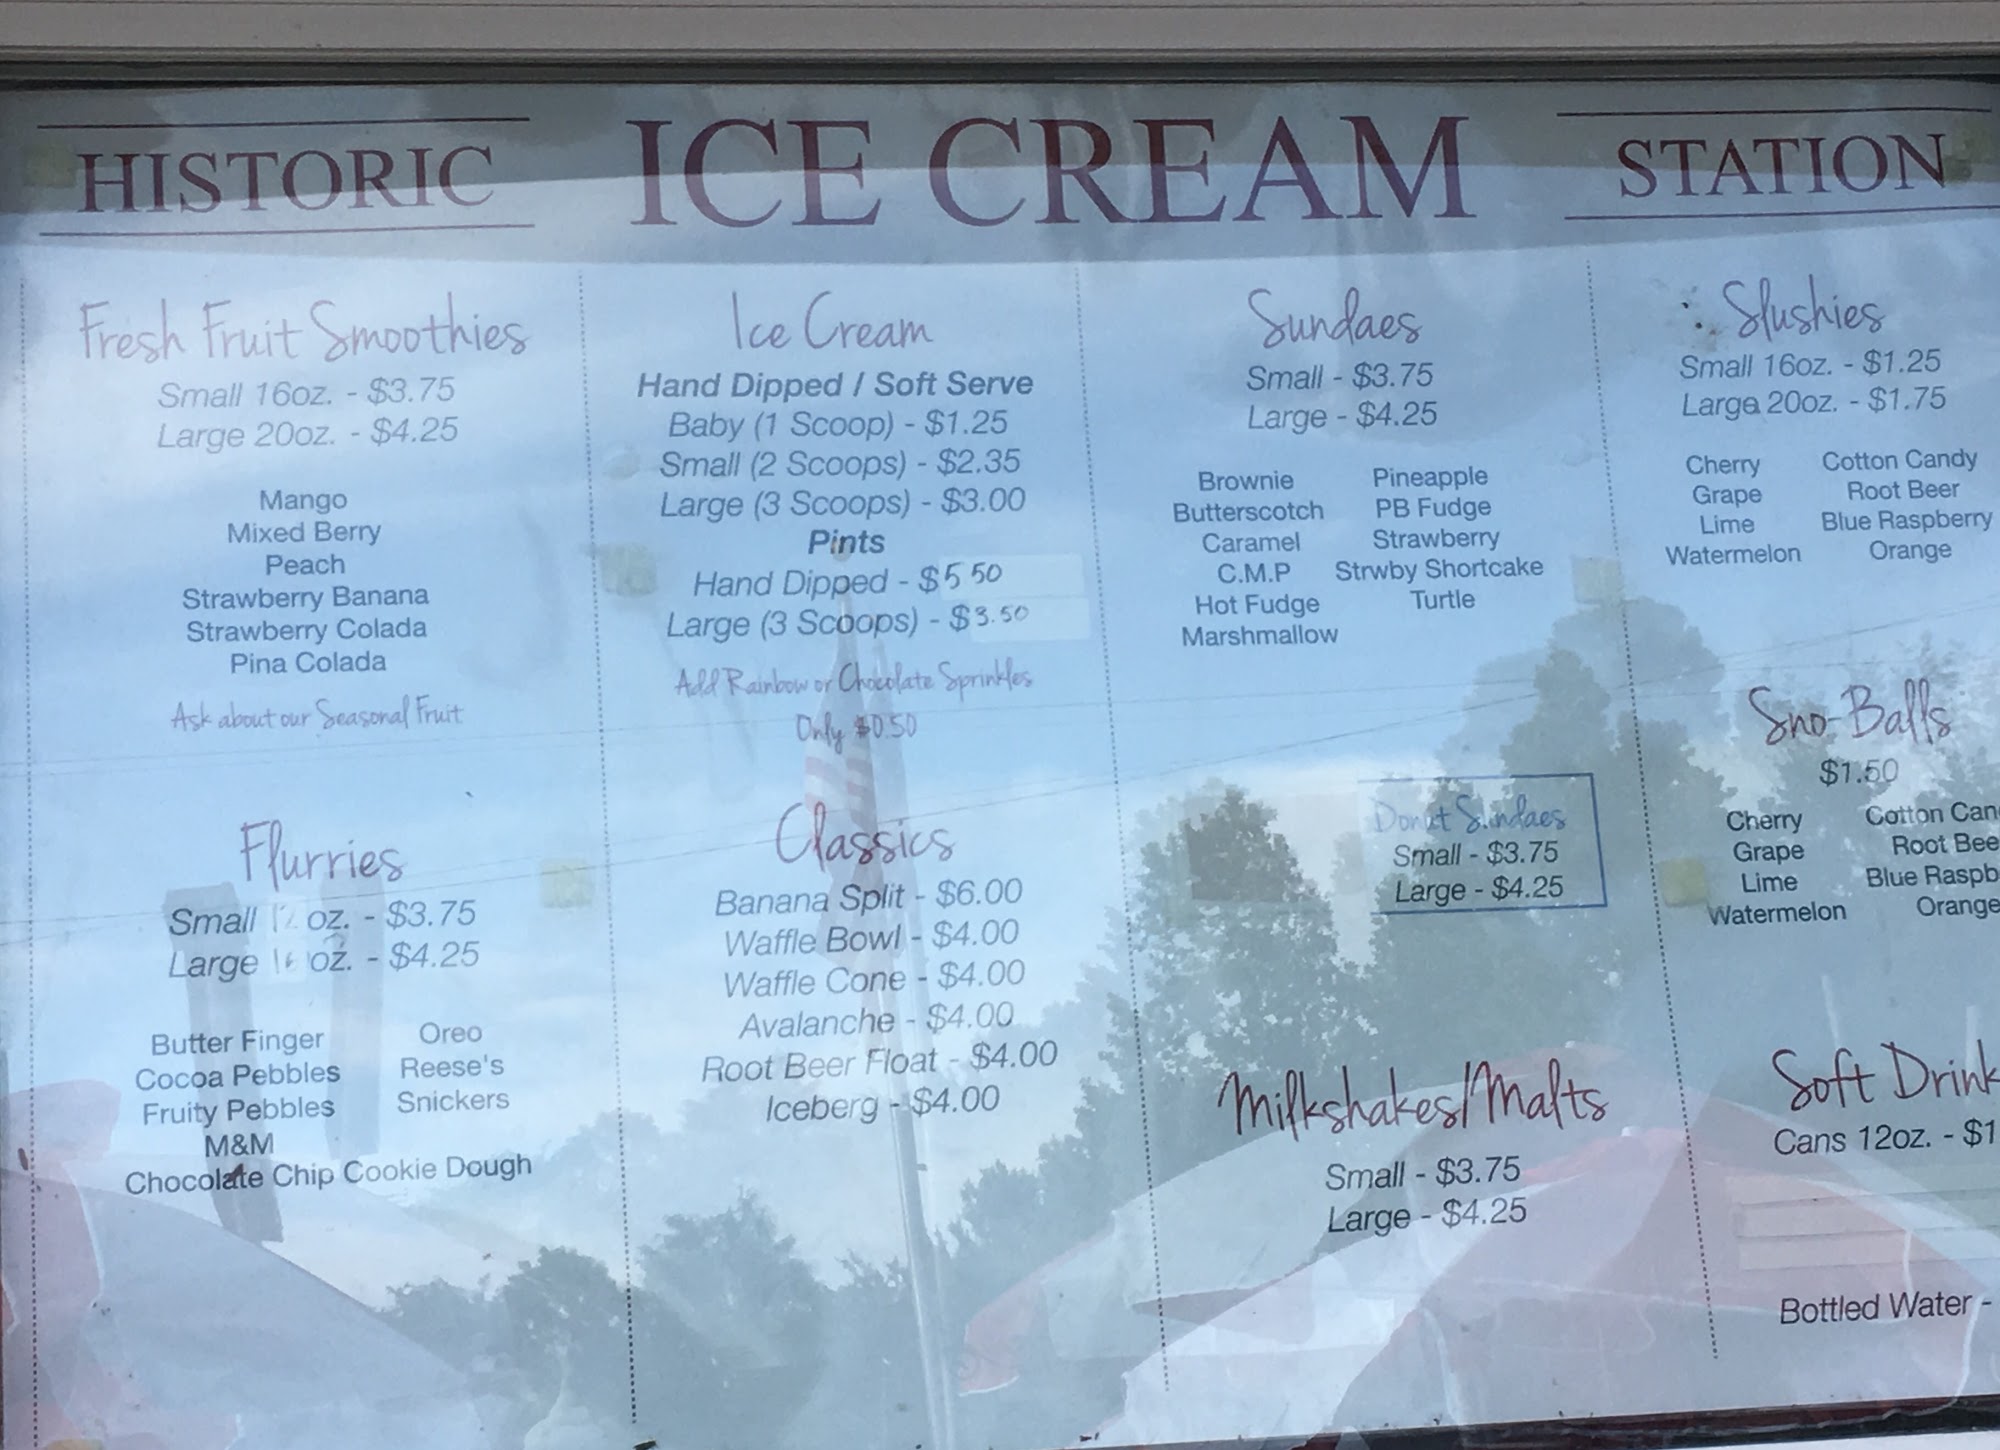 HISTORIC ICE CREAM STATION
Fresh Fruit Smoothies
Small 16oz. - $3.75
Large 20oz. - $4.25
Mango
Mixed Berry
Peach
Strawberry Banana
Strawberry Colada
Pina Colada
Ask about our Seasonal Fruit
Flurries
Small 12 oz. - $3.75
Large 16 oz. - $4.25
Butter Finger
Cocoa Pebbles
Fruity Pebbles
M&M
Oreo
Reese's
Snickers
Chocolate Chip Cookie Dough
Ice Cream
Hand Dipped / Soft Serve
Baby (1 Scoop) - $1.25
Small (2 Scoops) - $2.35
Large (3 Scoops) - $3.00
Pints
Hand Dipped - $5 50
Large (3 Scoops) - $3.50
Add Rainbow or Chocolate Sprinkles
Only $0.50
Classics
Banana Split - $6.00
Waffle Bowl - $4.00
Waffle Cone - $4.00
Avalanche - $4.00
Root Beer Float - $4.00
Iceberg - $4.00
Sundaes
Small - $3.75
Large - $4.25
Brownie
Butterscotch
Caramel
C.M.P
Hot Fudge
Marshmallow
Pineapple
PB Fudge
Strawberry
Strwby Shortcake
Turtle
Donut Sundaes
Small - $3.75
Large - $4.25
Milkshakes/Malts
Small - $3.75
Large - $4.25
Slushies
Small 16oz. - $1.25
Large 20oz. - $1.75
Cherry
Grape
Lime
Watermelon
Cotton Candy
Root Beer
Blue Raspberry
Orange
Sno-Balls
$1.50
Cherry
Grape
Lime
Watermelon
Cotton Can
Root Bee
Blue Raspb
Orange
Soft Drink
Cans 12oz. - $1
Bottled Water -